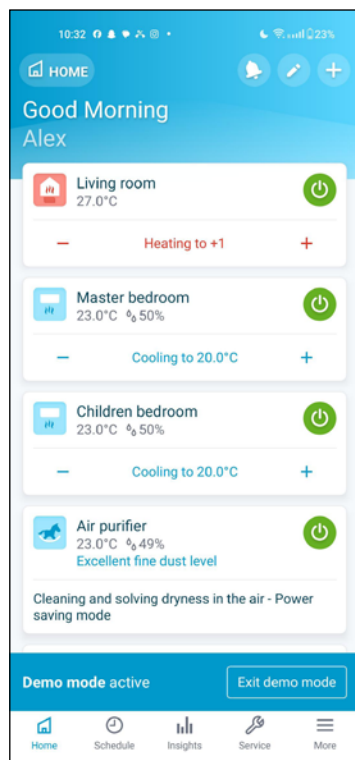 10:32
23%
HOME
Good Morning
Alex
Living room
27.0°C
− Heating to +1 +
Master bedroom
23.0°C 50%
− Cooling to 20.0°C +
Children bedroom
23.0°C 50%
− Cooling to 20.0°C +
Air purifier
23.0°C 49%
Excellent fine dust level
Cleaning and solving dryness in the air - Power
saving mode
Demo mode active
Exit demo mode
Home Schedule Insights Service More